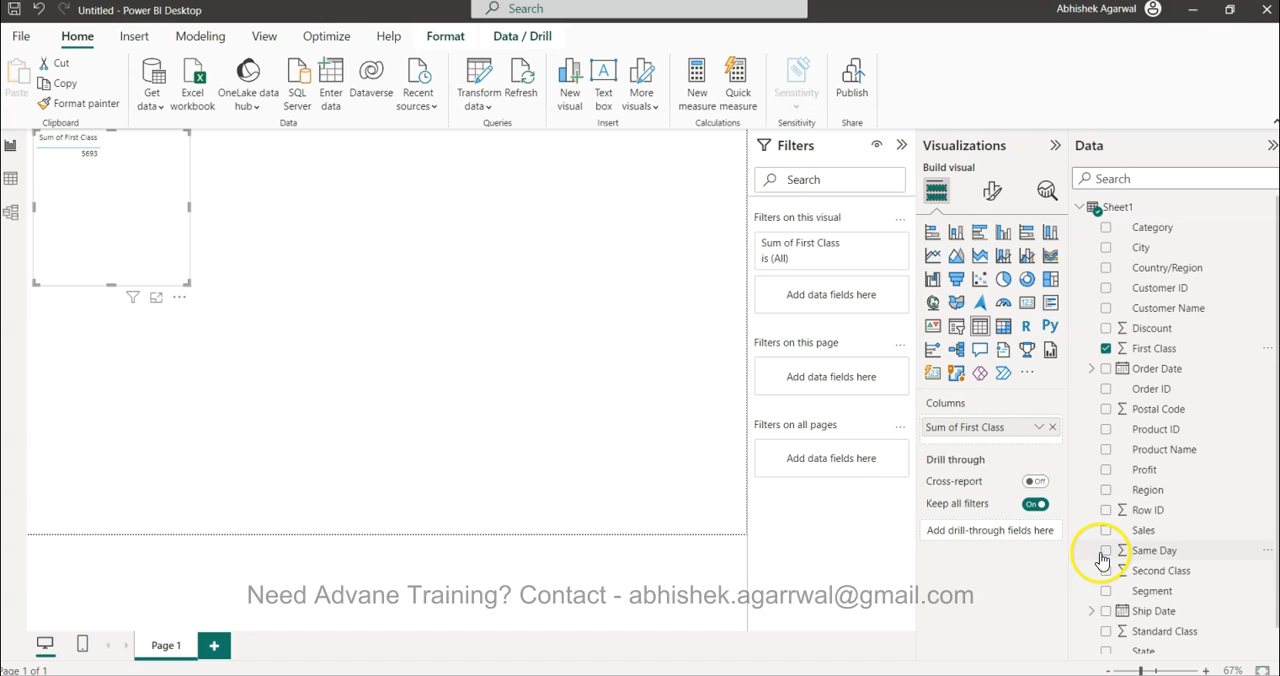 Untitled - Power BI Desktop
Search
Abhishek Agarwal
File
Home
Insert
Modeling
View
Optimize
Help
Format
Data / Drill
Paste
Cut
Copy
Format painter
Clipboard
Get data
Excel workbook
OneLake data hub
SQL Server
Enter data
Dataverse
Recent sources
Data
Transform data
Refresh
Queries
New visual
Text box
More visuals
Insert
New measure
Quick measure
Calculations
Sensitivity
Sensitivity
Publish
Share
Sum of First Class
5693
Filters
Search
Filters on this visual
...
Sum of First Class
is (All)
Add data fields here
Filters on this page
...
Add data fields here
Filters on all pages
...
Add data fields here
Visualizations
Build visual
R
Py
123
...
Columns
Sum of First Class
Drill through
Cross-report
Off
Keep all filters
On
Add drill-through fields here
Data
Search
Sheet1
Category
City
Country/Region
Customer ID
Customer Name
Discount
First Class
Order Date
Order ID
Postal Code
Product ID
Product Name
Profit
Region
Row ID
Sales
Same Day
Second Class
Segment
Ship Date
Standard Class
State
Need Advane Training? Contact - abhishek.agarrwal@gmail.com
Page 1
Page 1 of 1
- + 67%